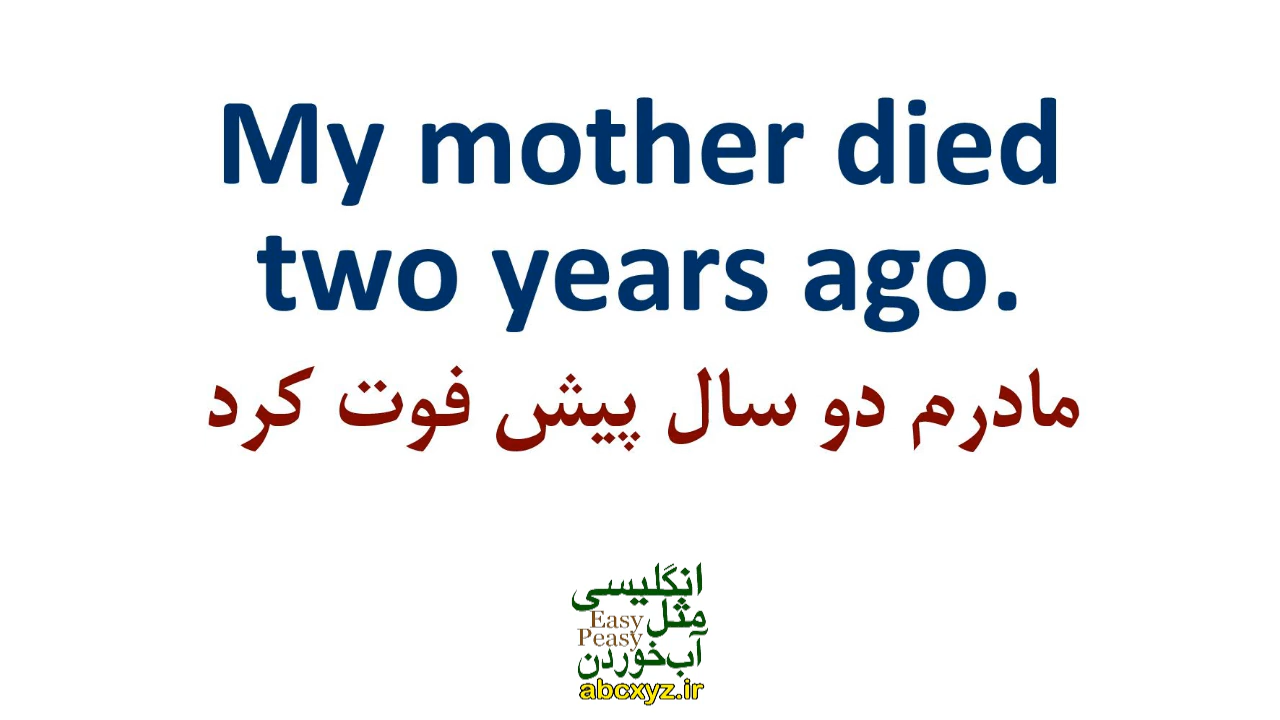 My mother died
two years ago.
مادرم دو سال پیش فوت کرد
انگلیسی
مثل
Easy
Peasy
آب‌خوردن
abcxyz.ir